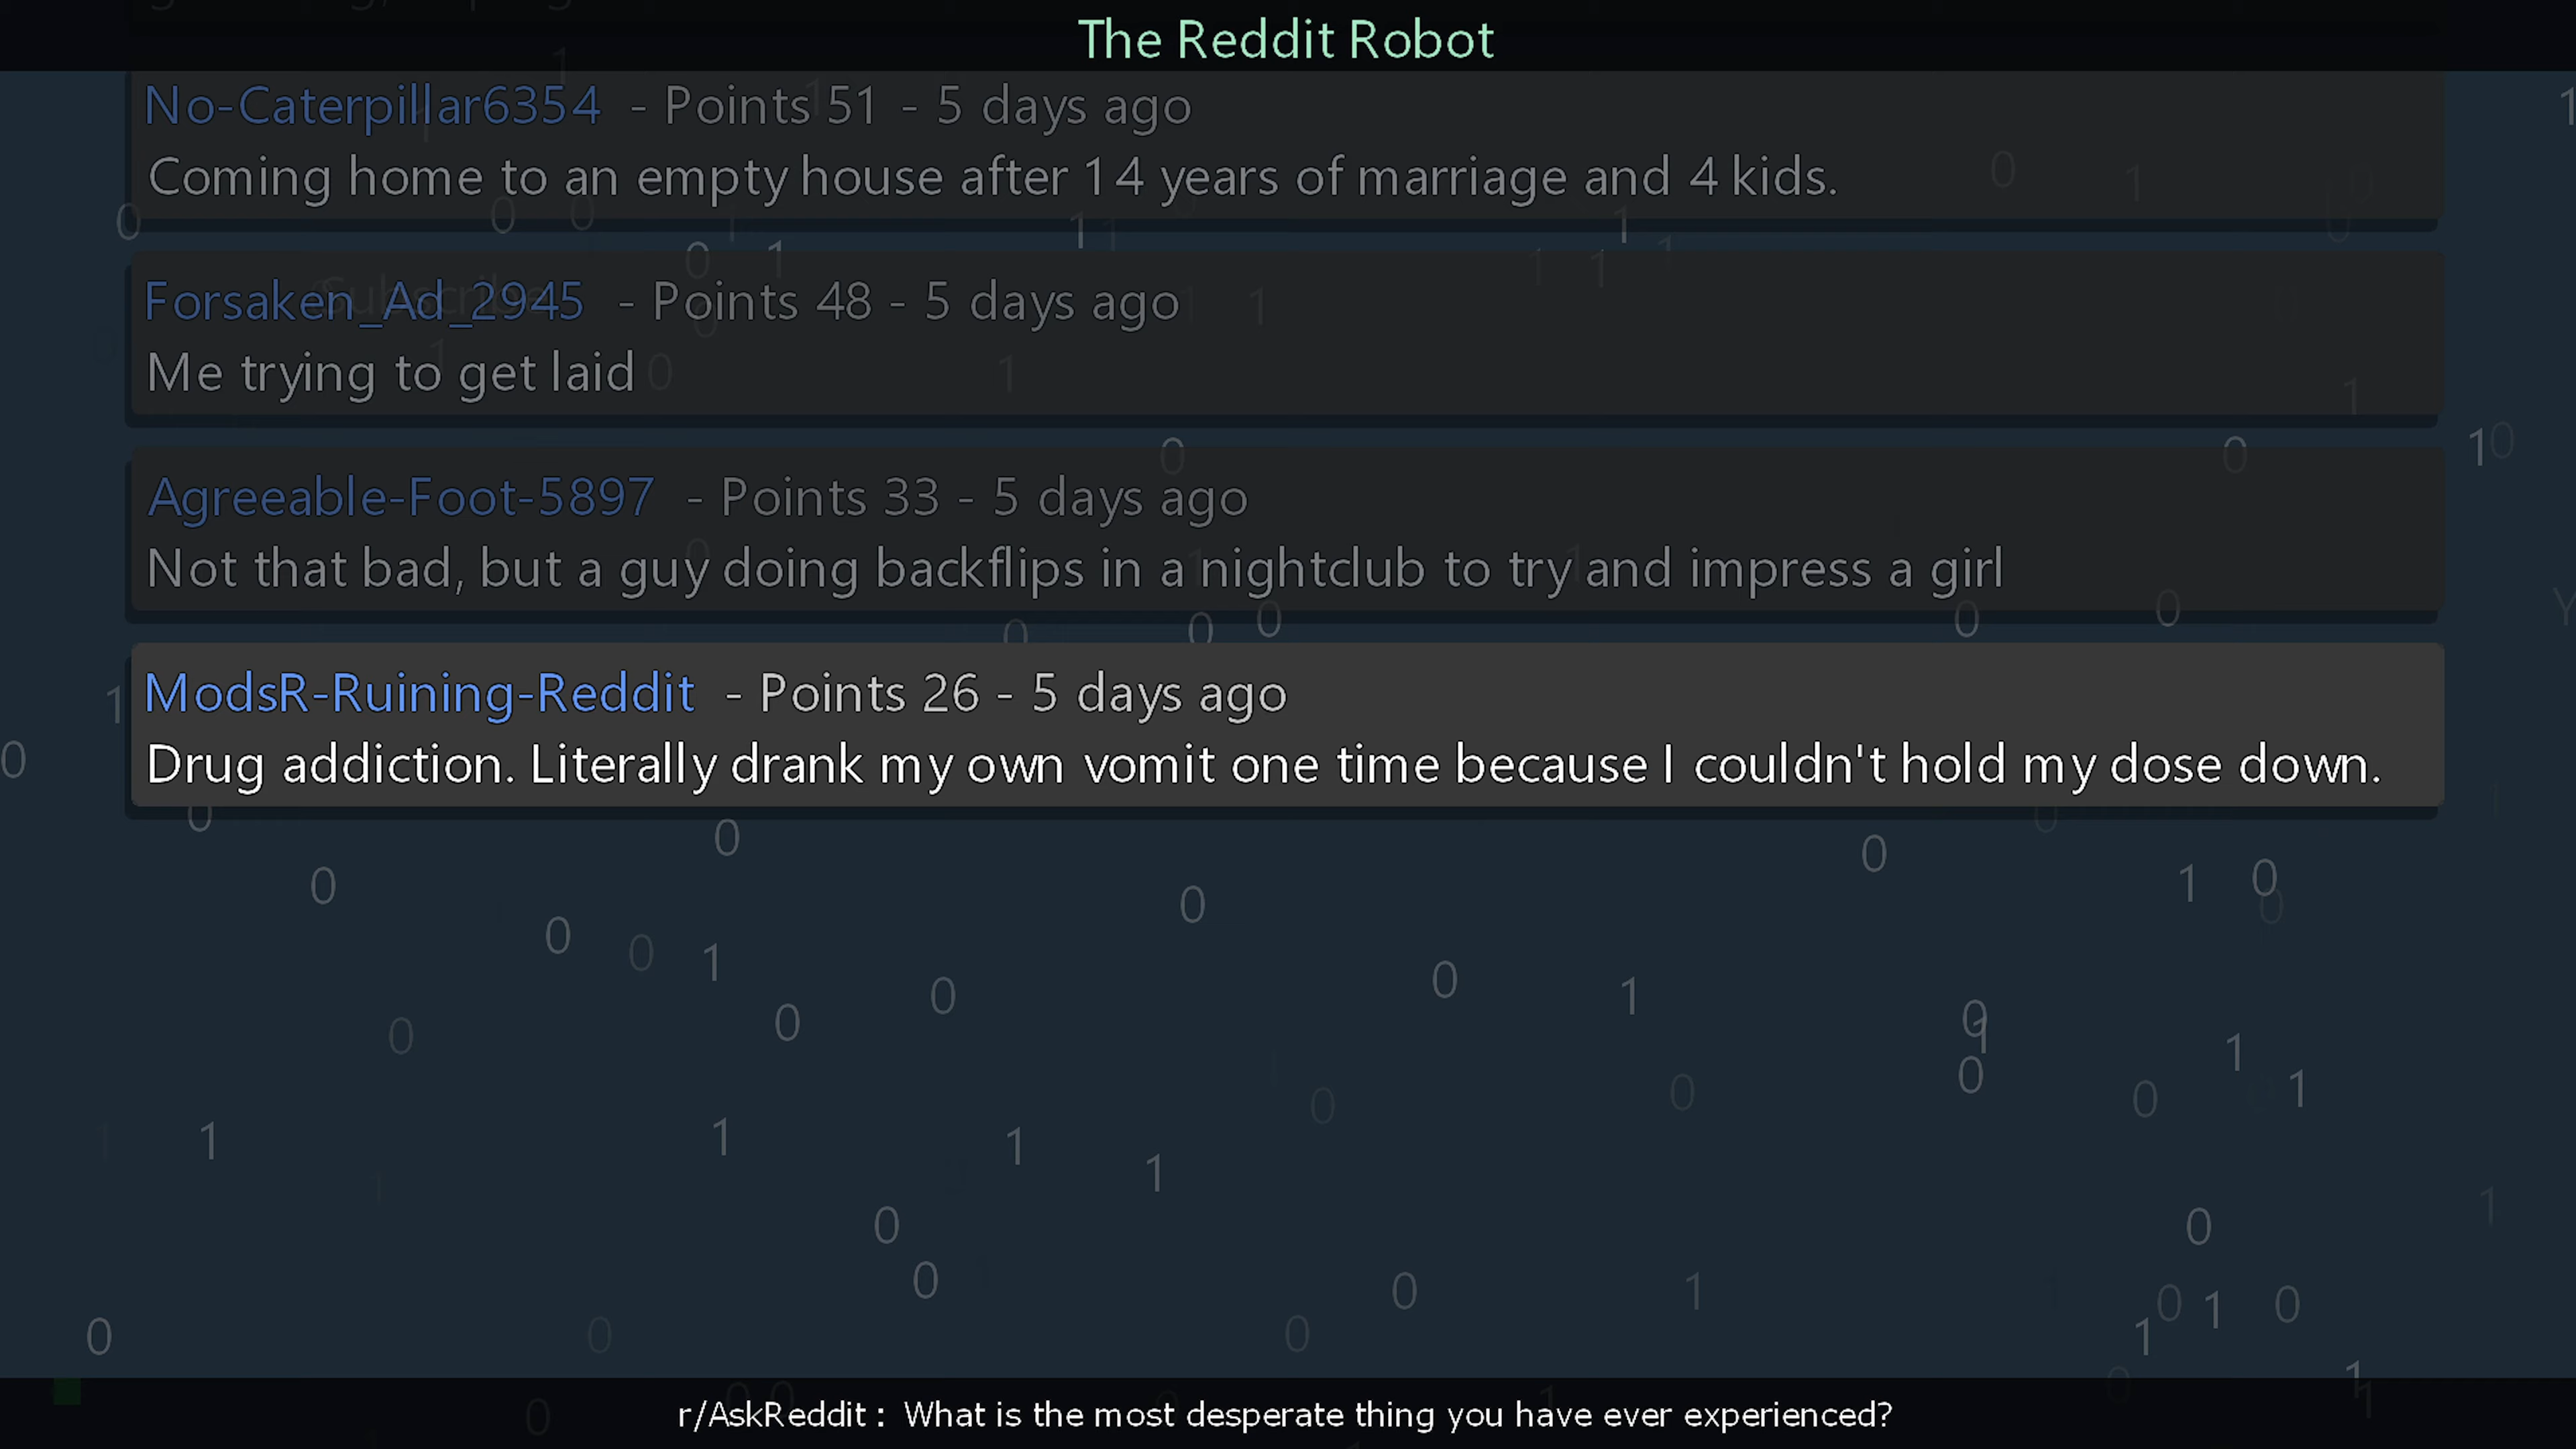 The Reddit Robot
No-Caterpillar6354 - Points 51 - 5 days ago
Coming home to an empty house after 14 years of marriage and 4 kids.
Forsaken_Ad_2945 - Points 48 - 5 days ago
Subscribe
Me trying to get laid
Agreeable-Foot-5897 - Points 33 - 5 days ago
Not that bad, but a guy doing backflips in a nightclub to try and impress a girl
ModsR-Ruining-Reddit - Points 26 - 5 days ago
Drug addiction. Literally drank my own vomit one time because I couldn't hold my dose down.
r/AskReddit : What is the most desperate thing you have ever experienced?